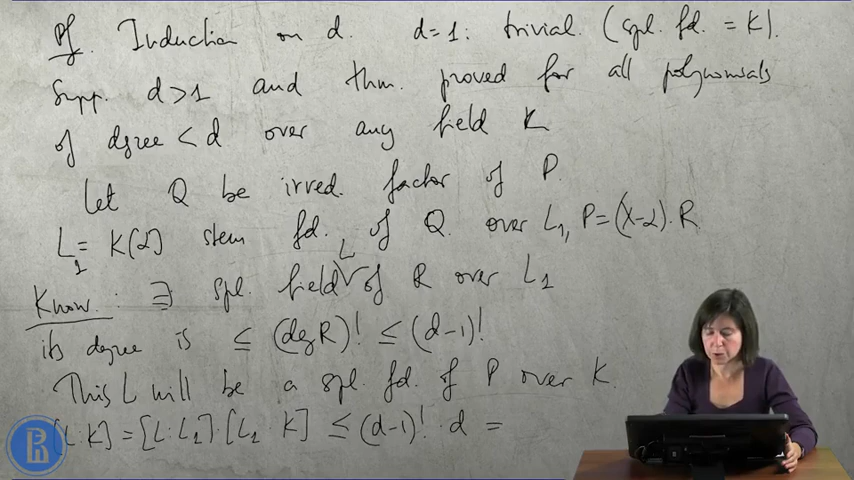 Pf. Induction on d. d=1: trivial. (spl. fd. = K).
Supp. d>1 and thm. proved for all polynomials
of degree < d over any field K
Let Q be irred. factor of P.
L₁ = K(α) stem fd. of Q. over L₁, P=(X-α)·R
Know: ∃ spl. field L of R over L₁
its degree is ≤ (deg R)! ≤ (d-1)!
This L will be a spl. fd. of P over K.
[L:K] = [L:L₁]·[L₁:K] ≤ (d-1)!·d =